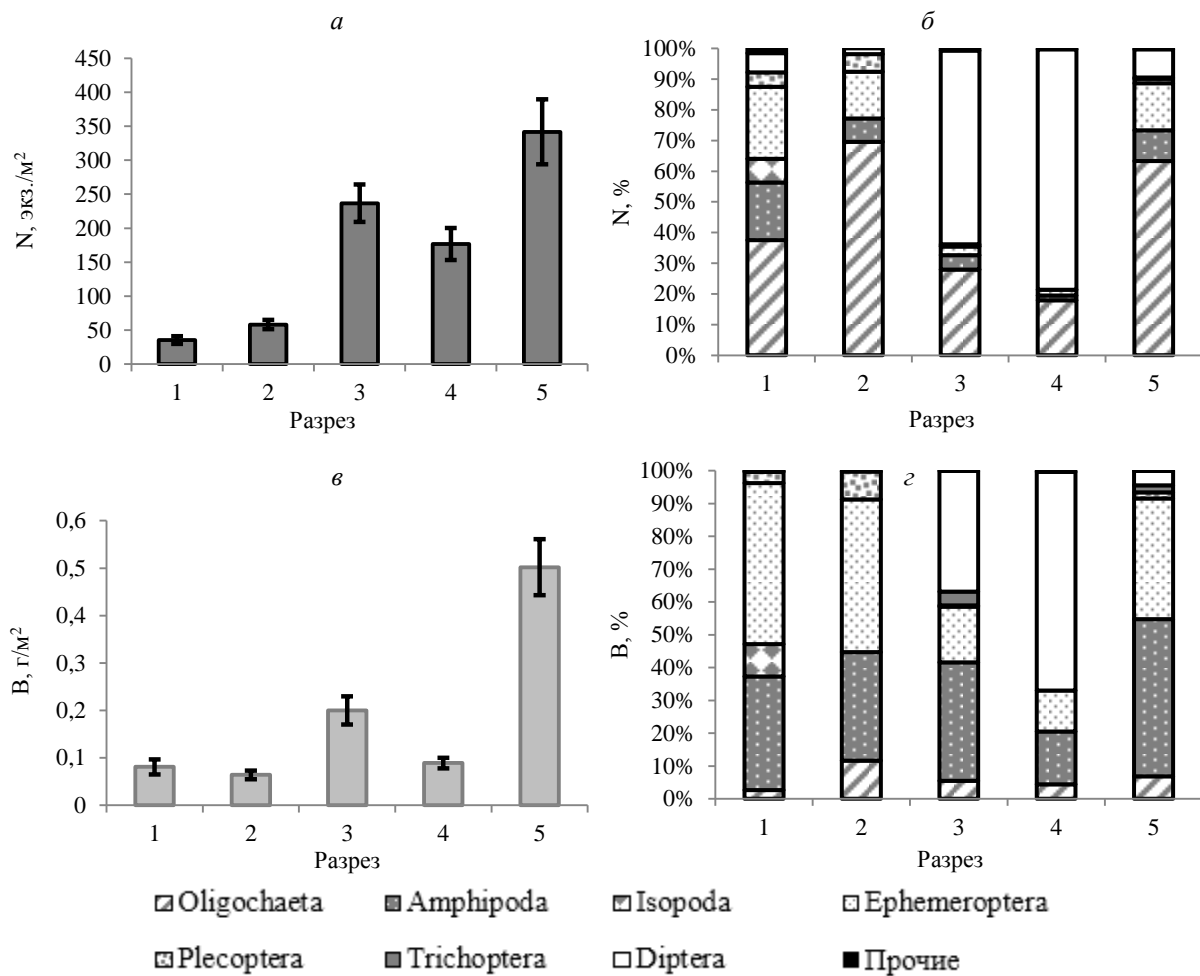 а
450
400
350
300
250
200
150
100
50
0
N, экз./м²
1 2 3 4 5
Разрез
б
100%
90%
80%
70%
60%
50%
40%
30%
20%
10%
0%
N, %
1 2 3 4 5
Разрез
в
0,6
0,5
0,4
0,3
0,2
0,1
0
B, г/м²
1 2 3 4 5
Разрез
г
100%
90%
80%
70%
60%
50%
40%
30%
20%
10%
0%
B, %
1 2 3 4 5
Разрез
Oligochaeta Amphipoda Isopoda Ephemeroptera
Plecoptera Trichoptera Diptera Прочие